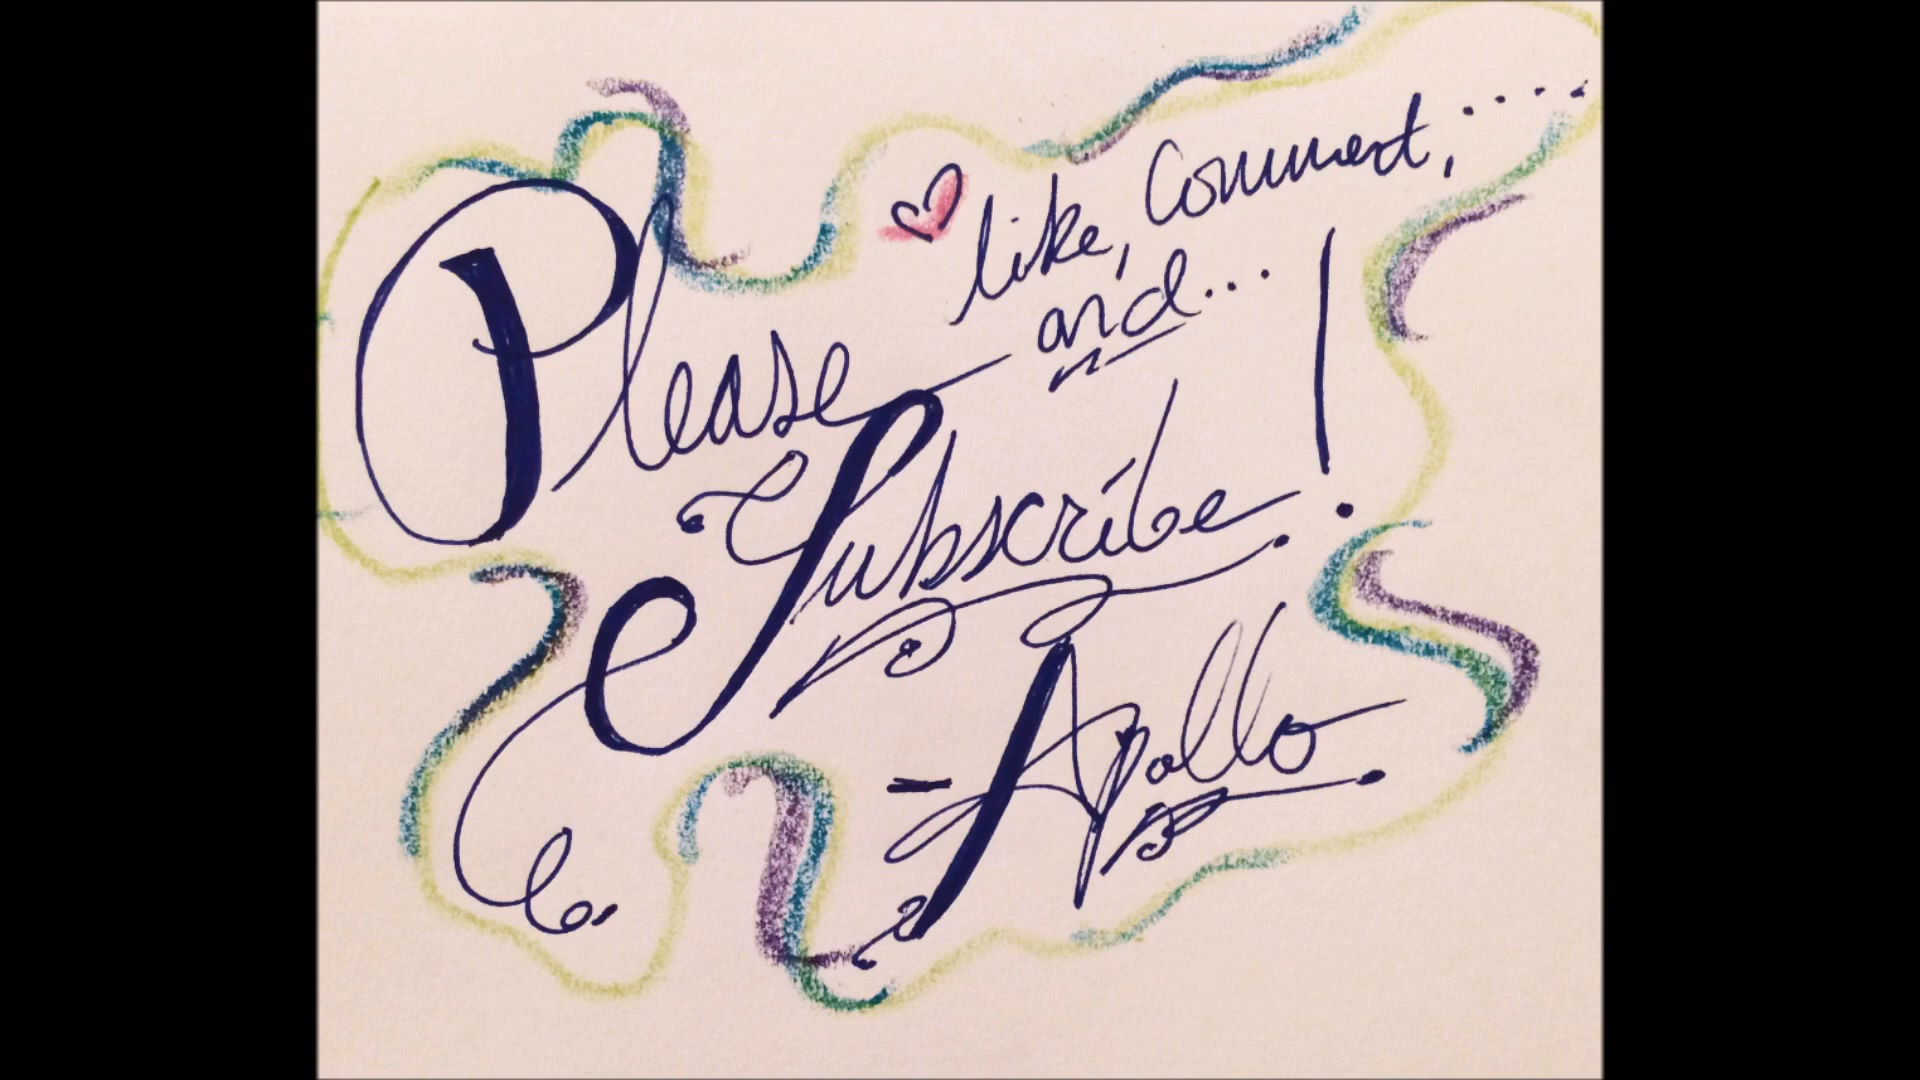 like, Comment, .....
and...
Please
Subscribe!
- Apollo